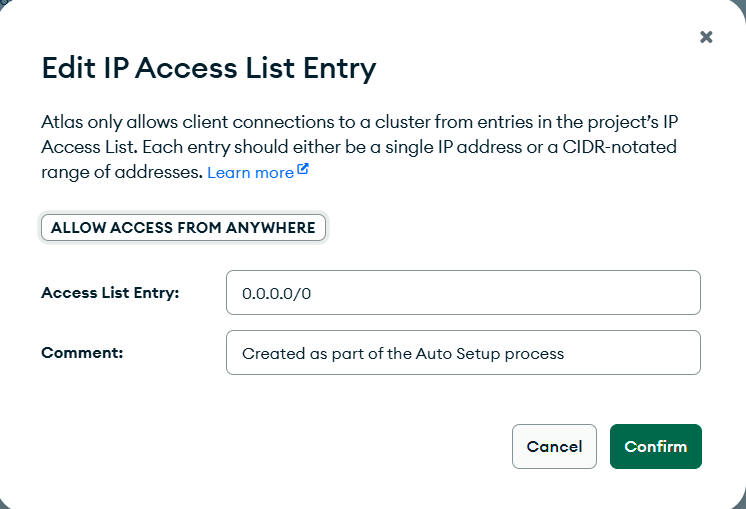 Edit IP Access List Entry
Atlas only allows client connections to a cluster from entries in the project's IP
Access List. Each entry should either be a single IP address or a CIDR-notated
range of addresses. Learn more
ALLOW ACCESS FROM ANYWHERE
Access List Entry: 0.0.0.0/0
Comment: Created as part of the Auto Setup process
Cancel Confirm